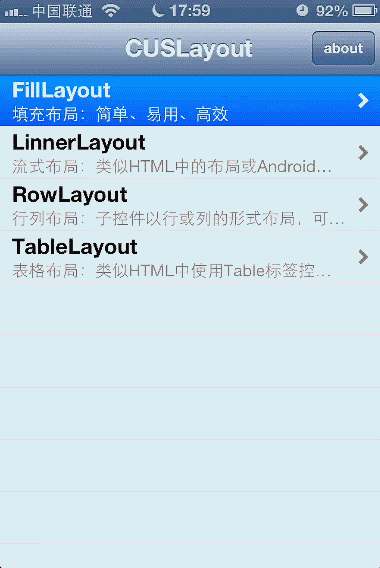 中国联通 17:59 92%
CUSLayout about
FillLayout
填充布局：简单、易用、高效
LinnerLayout
流式布局：类似HTML中的布局或Android…
RowLayout
行列布局：子控件以行或列的形式布局，可…
TableLayout
表格布局：类似HTML中使用Table标签控…